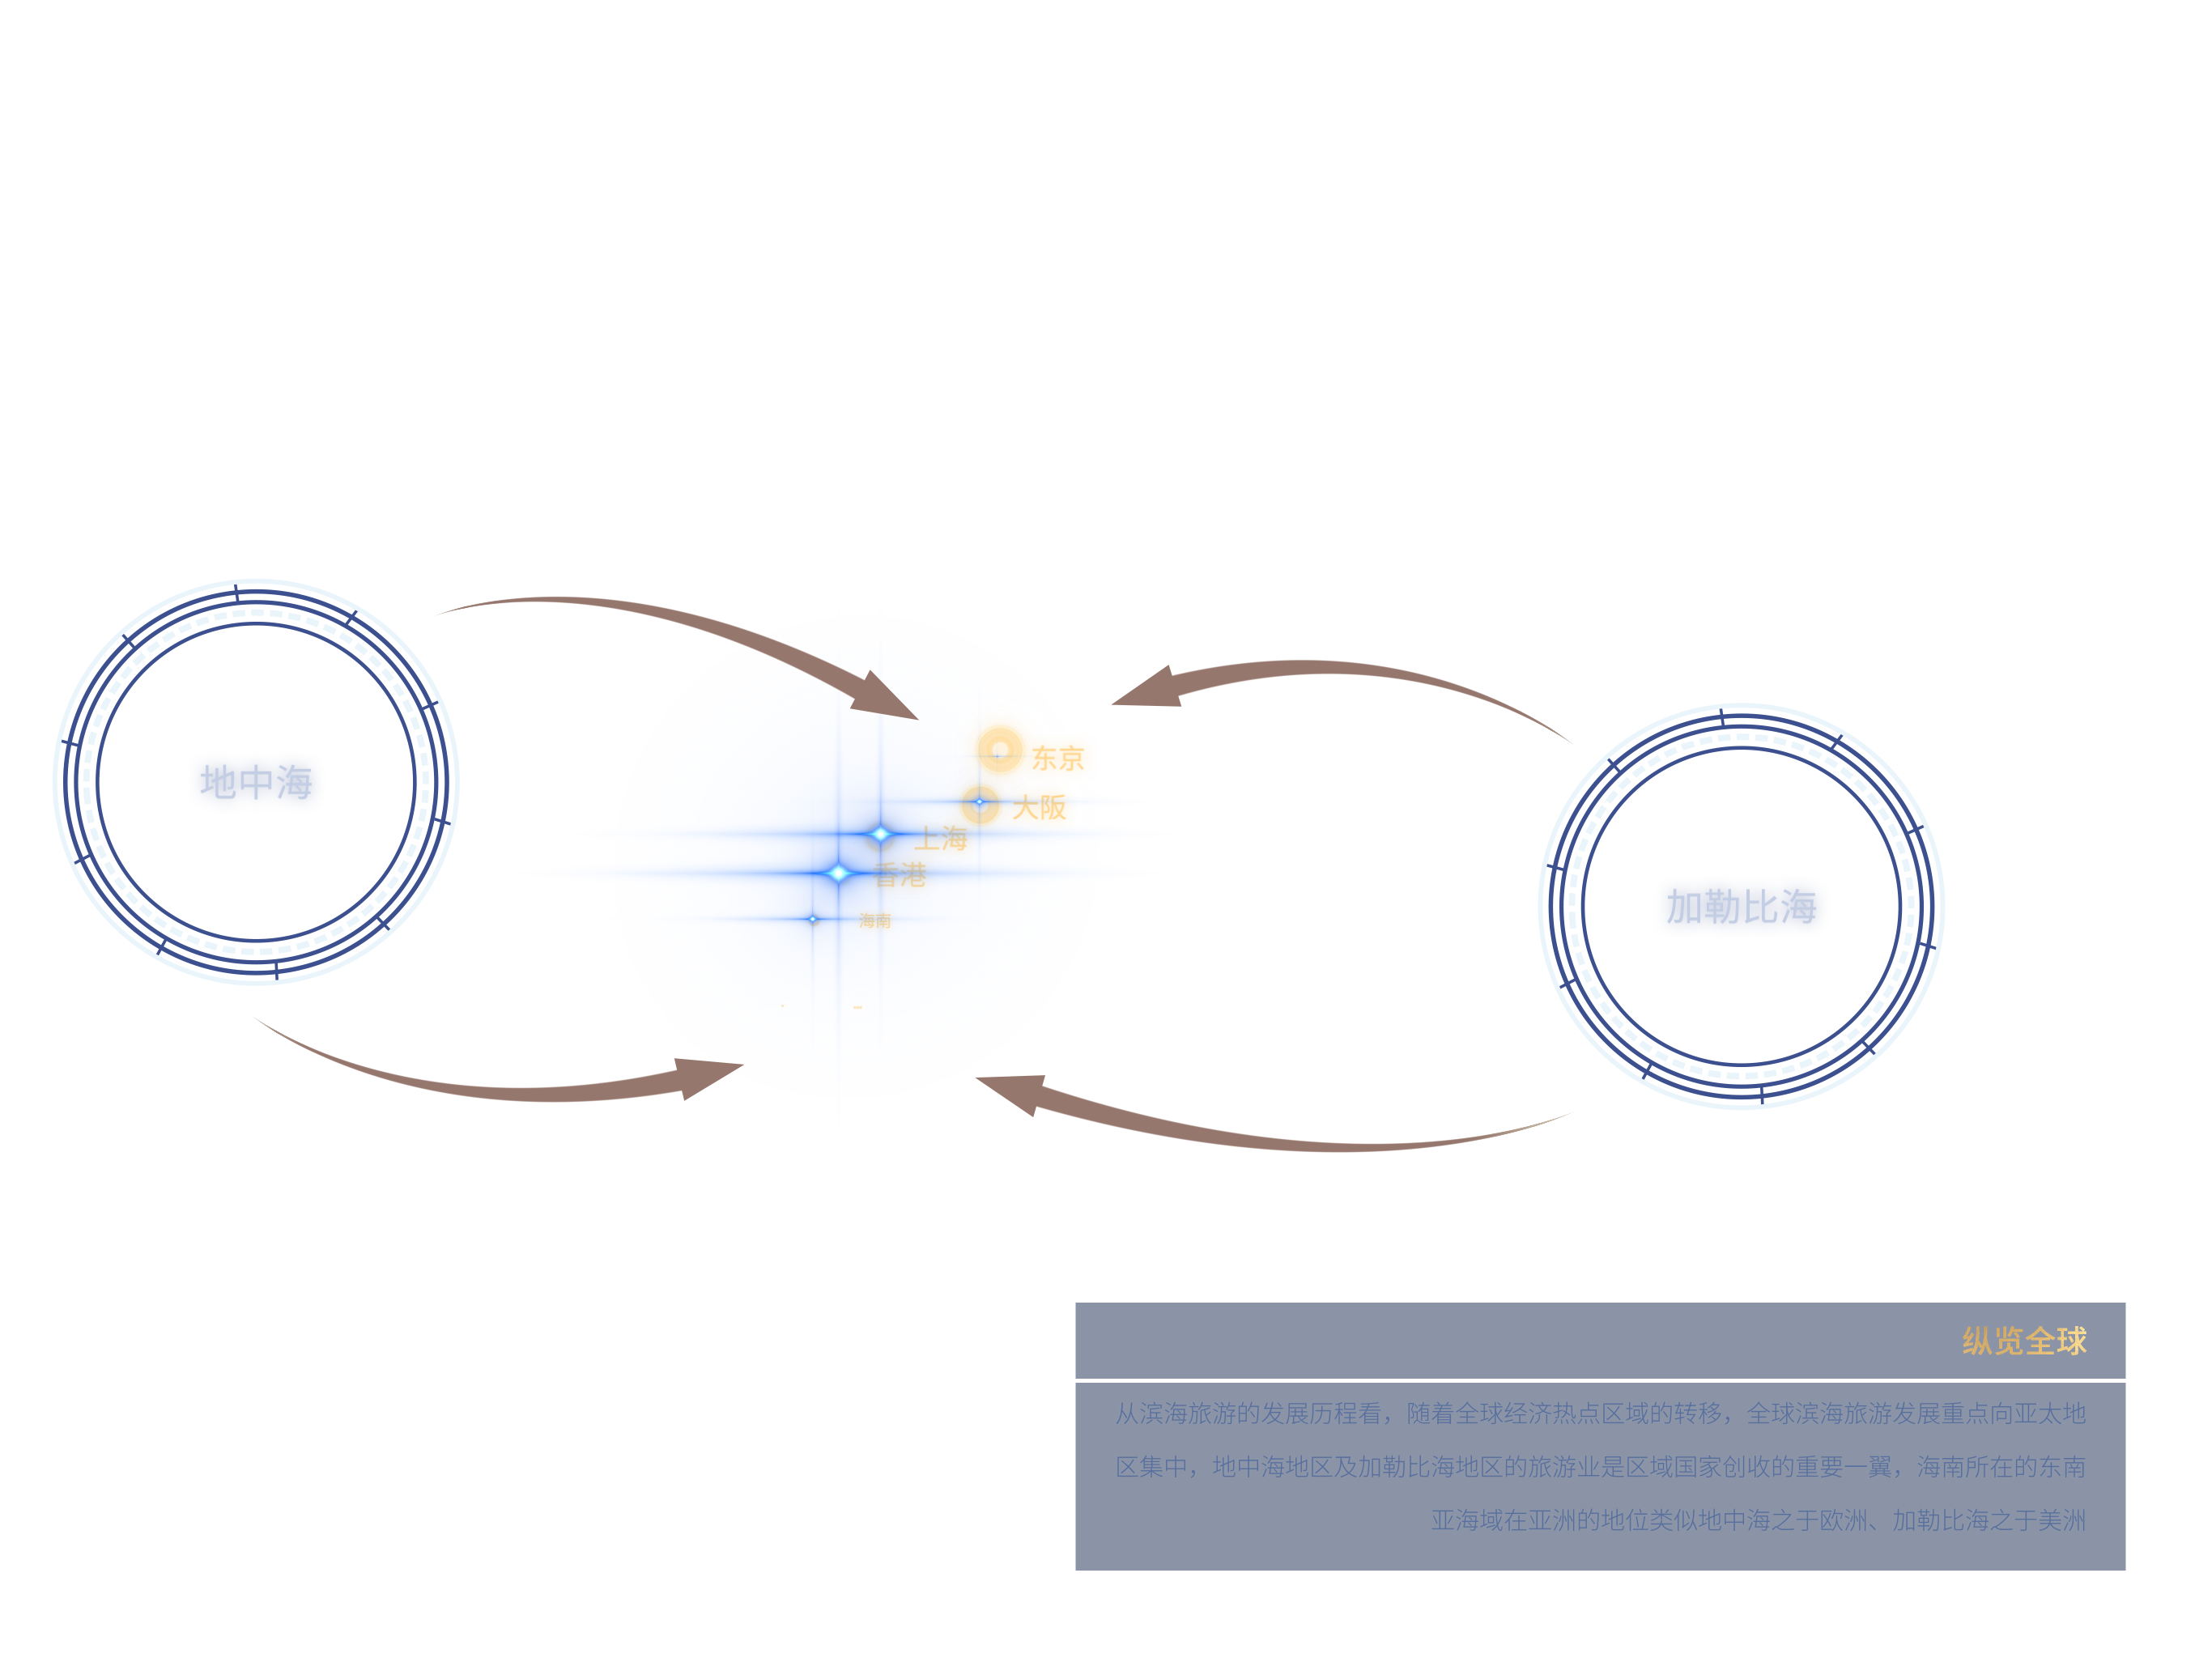 地中海
东京
大阪
上海
香港
海南
加勒比海
纵览全球
从滨海旅游的发展历程看，随着全球经济热点区域的转移，全球滨海旅游发展重点向亚太地
区集中，地中海地区及加勒比海地区的旅游业是区域国家创收的重要一翼，海南所在的东南
亚海域在亚洲的地位类似地中海之于欧洲、加勒比海之于美洲